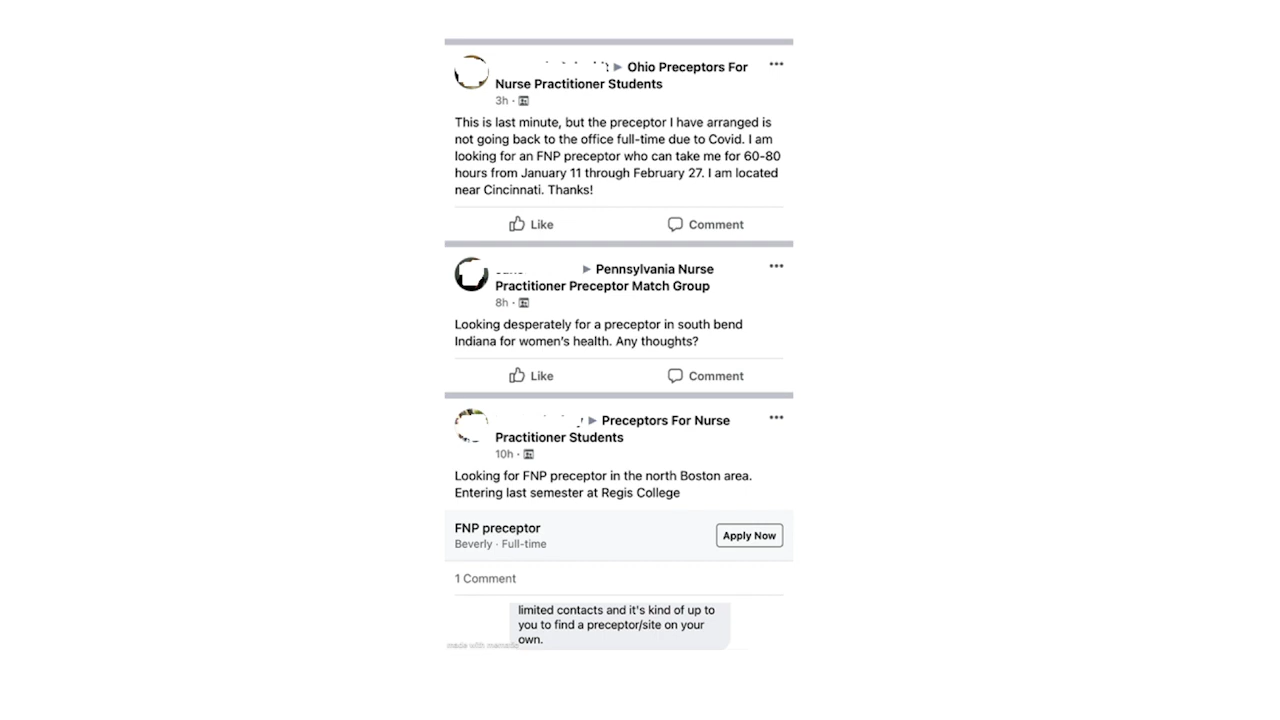 Ohio Preceptors For
Nurse Practitioner Students
3h ·
This is last minute, but the preceptor I have arranged is
not going back to the office full-time due to Covid. I am
looking for an FNP preceptor who can take me for 60-80
hours from January 11 through February 27. I am located
near Cincinnati. Thanks!
Like Comment
Pennsylvania Nurse
Practitioner Preceptor Match Group
8h ·
Looking desperately for a preceptor in south bend
Indiana for women's health. Any thoughts?
Like Comment
Preceptors For Nurse
Practitioner Students
10h ·
Looking for FNP preceptor in the north Boston area.
Entering last semester at Regis College
FNP preceptor
Beverly · Full-time
Apply Now
1 Comment
limited contacts and it's kind of up to
you to find a preceptor/site on your
own.
made with